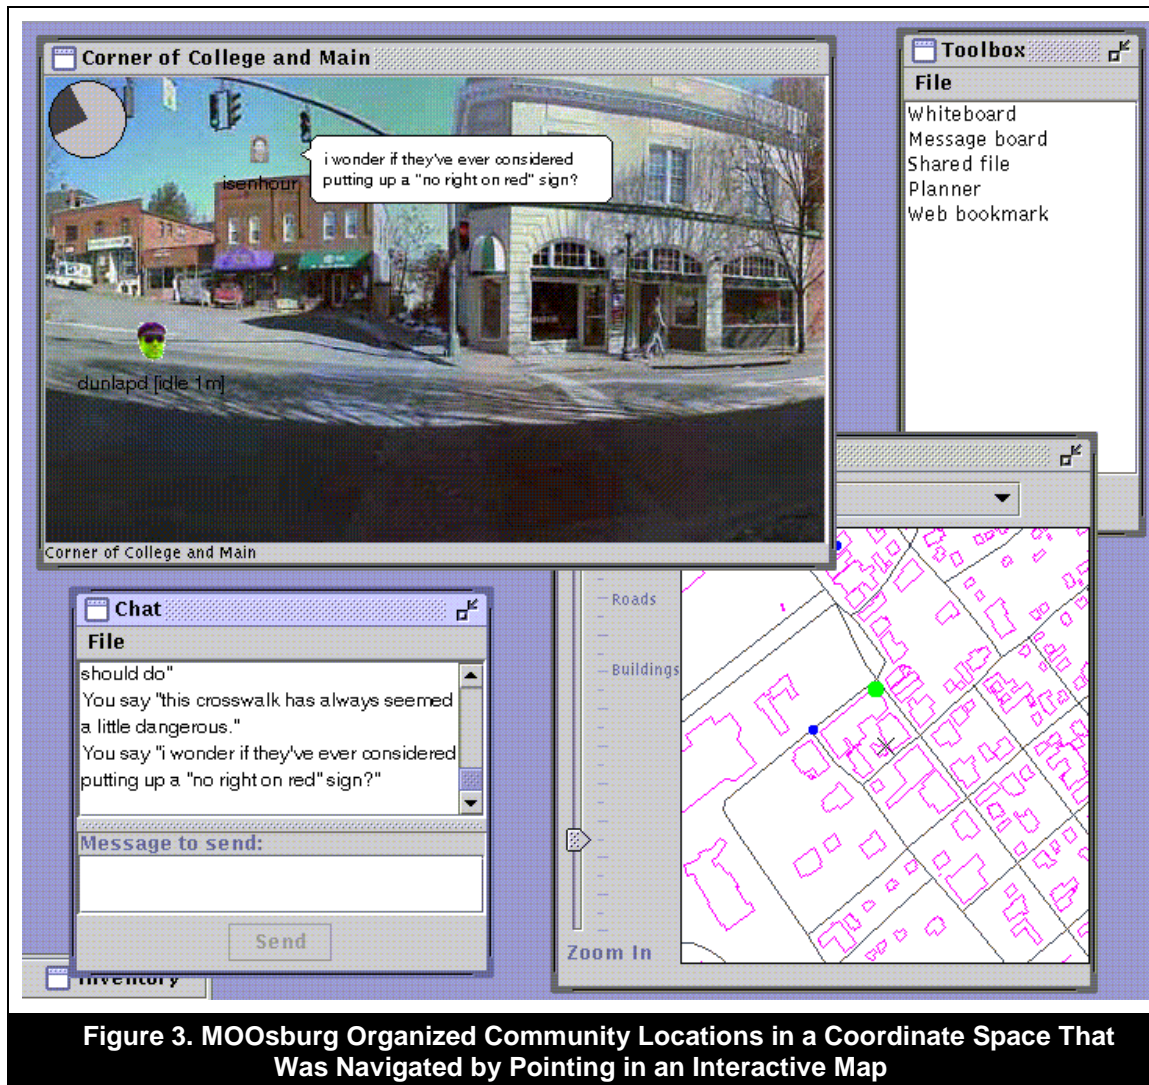 Corner of College and Main
isenhour
i wonder if they've ever considered
putting up a "no right on red" sign?
dunlapd [idle 1m]
Corner of College and Main
Toolbox
File
Whiteboard
Message board
Shared file
Planner
Web bookmark
Roads
Buildings
Zoom In
Chat
File
should do"
You say "this crosswalk has always seemed
a little dangerous."
You say "i wonder if they've ever considered
putting up a "no right on red" sign?"
Message to send:
Send
Inventory
Figure 3. MOOsburg Organized Community Locations in a Coordinate Space That
Was Navigated by Pointing in an Interactive Map